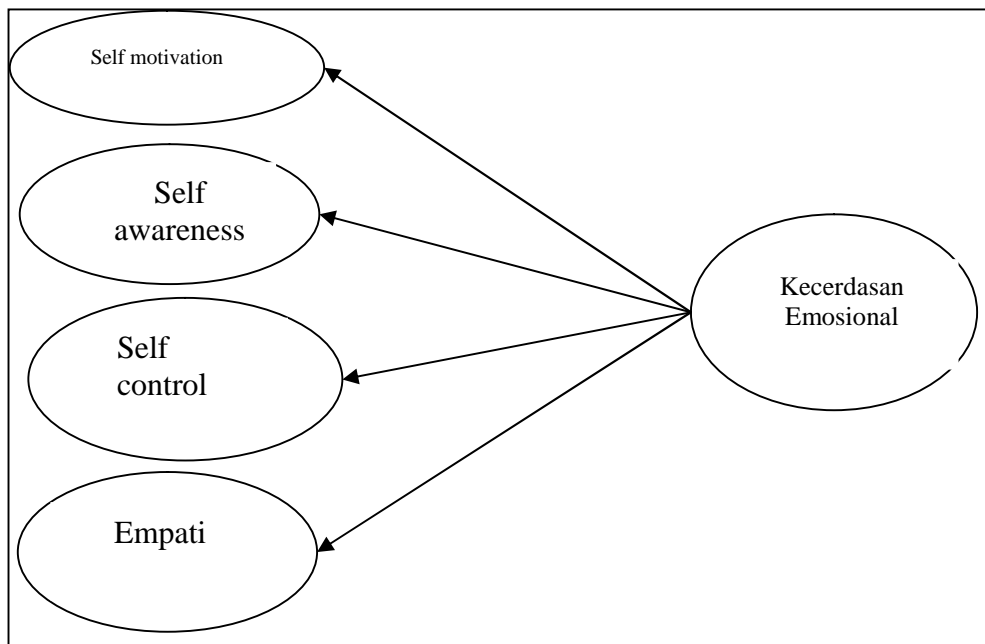 Self motivation
Self
awareness
Self
control
Empati
Kecerdasan
Emosional